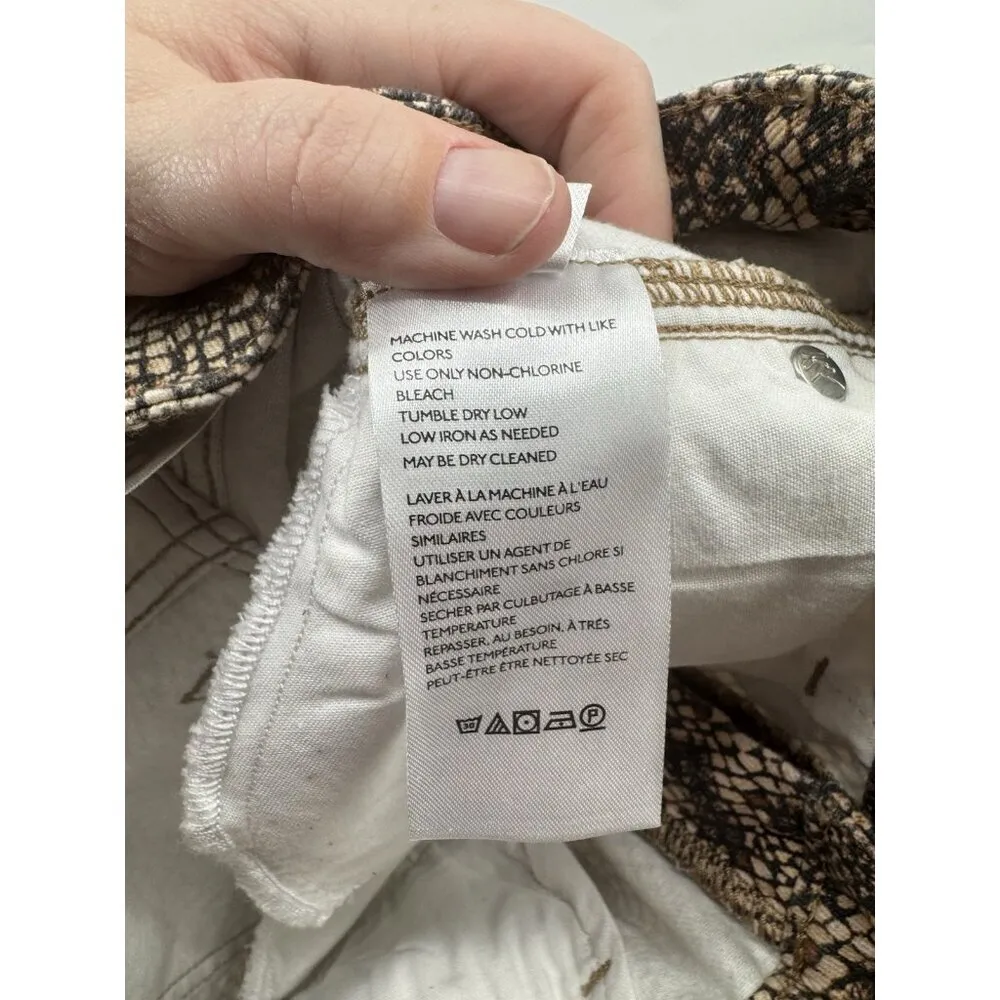 MACHINE WASH COLD WITH LIKE
COLORS
USE ONLY NON-CHLORINE
BLEACH
TUMBLE DRY LOW
LOW IRON AS NEEDED
MAY BE DRY CLEANED
LAVER À LA MACHINE À L'EAU
FROIDE AVEC COULEURS
SIMILAIRES
UTILISER UN AGENT DE
BLANCHIMENT SANS CHLORE SI
NÉCESSAIRE
SECHER PAR CULBUTAGE À BASSE
TEMPERATURE
REPASSER, AU BESOIN, À TRÉS
BASSE TEMPÉRATURE
PEUT-ÊTRE ÊTRE NETTOYÉE SEC
30 P